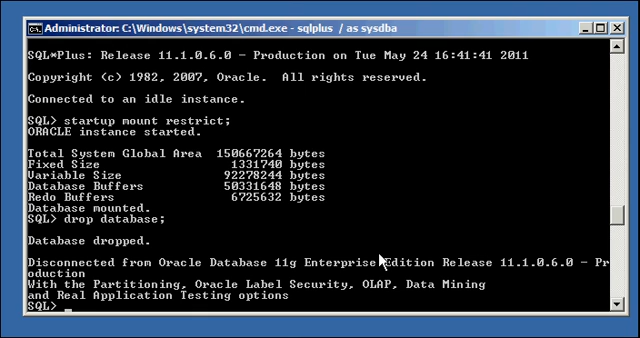 Administrator: C:\Windows\system32\cmd.exe - sqlplus / as sysdba
SQL*Plus: Release 11.1.0.6.0 - Production on Tue May 24 16:41:41 2011
Copyright (c) 1982, 2007, Oracle.  All rights reserved.
Connected to an idle instance.
SQL> startup mount restrict;
ORACLE instance started.
Total System Global Area  150667264 bytes
Fixed Size                  1331740 bytes
Variable Size              92278244 bytes
Database Buffers           50331648 bytes
Redo Buffers                6725632 bytes
Database mounted.
SQL> drop database;
Database dropped.
Disconnected from Oracle Database 11g Enterprise Edition Release 11.1.0.6.0 - Pr
oduction
With the Partitioning, Oracle Label Security, OLAP, Data Mining
and Real Application Testing options
SQL>